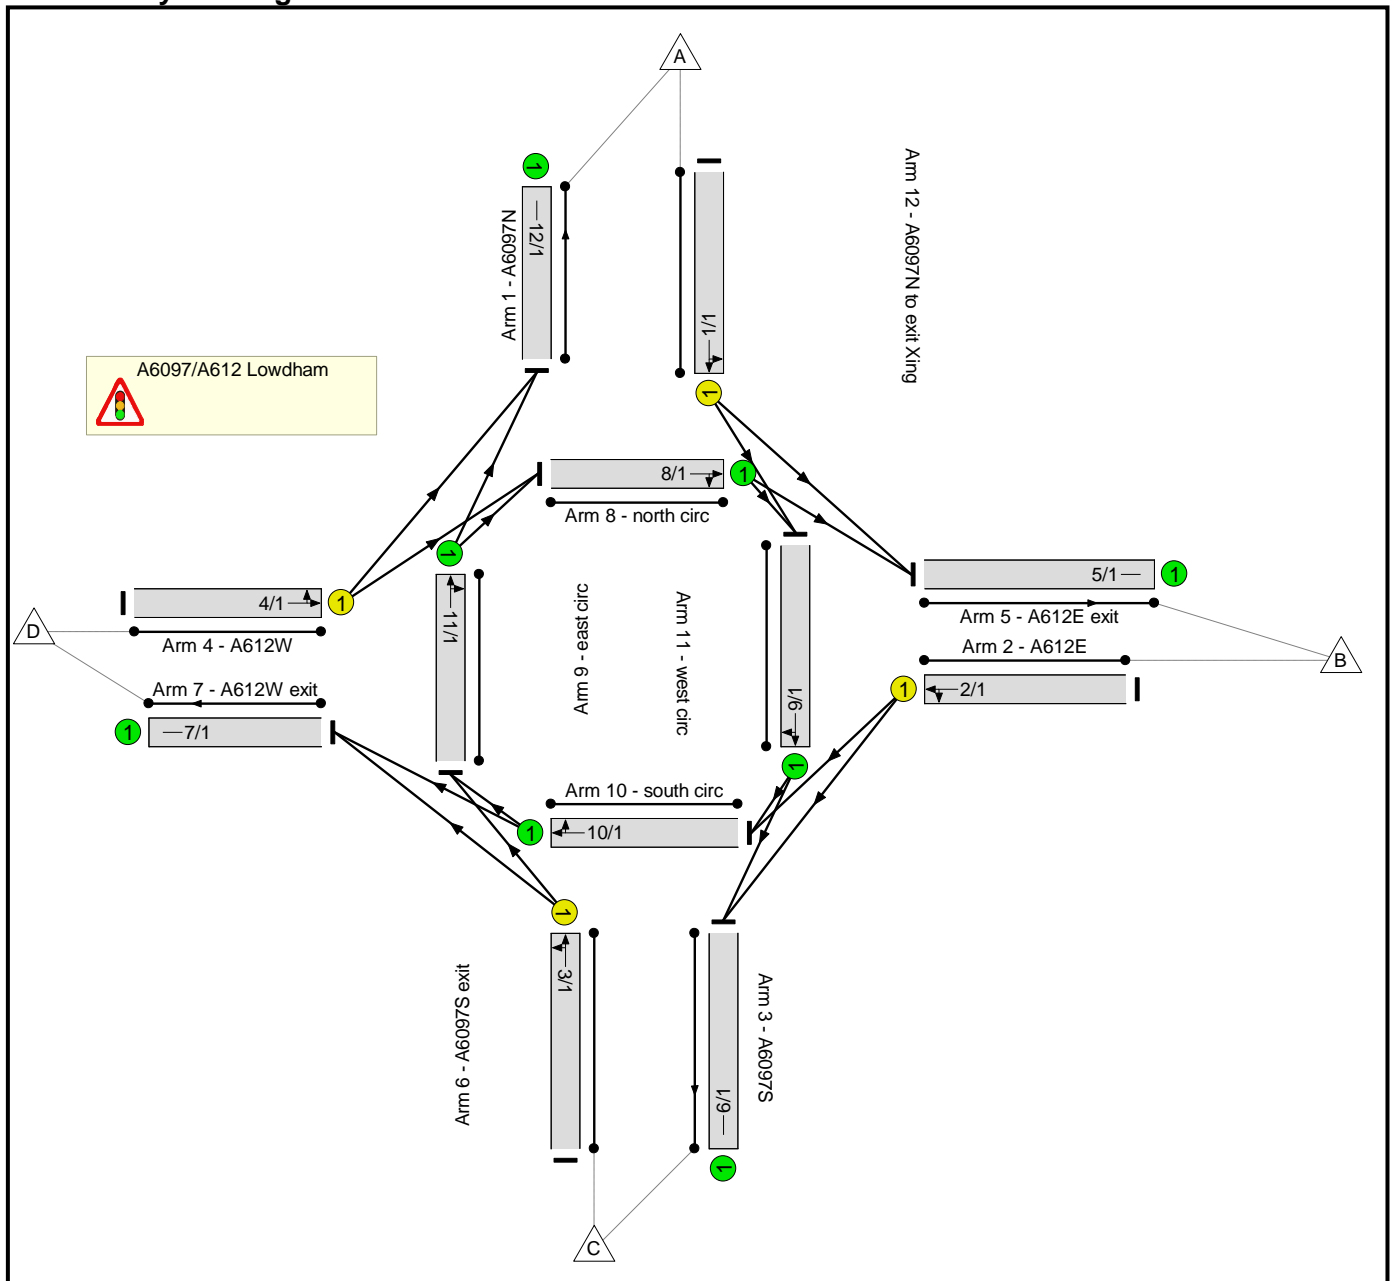 A
1
12/1
Arm 1 - A6097N
1/1
1
Arm 12 - A6097N to exit Xing
A6097/A612 Lowdham
8/1
1
Arm 8 - north circ
1
4/1
1
Arm 4 - A612W
D
5/1
1
Arm 5 - A612E exit
Arm 2 - A612E
B
2/1
1
11/1
Arm 9 - east circ
Arm 11 - west circ
9/1
1
Arm 7 - A612W exit
7/1
1
Arm 10 - south circ
10/1
1
1
3/1
Arm 6 - A6097S exit
Arm 3 - A6097S
6/1
1
C